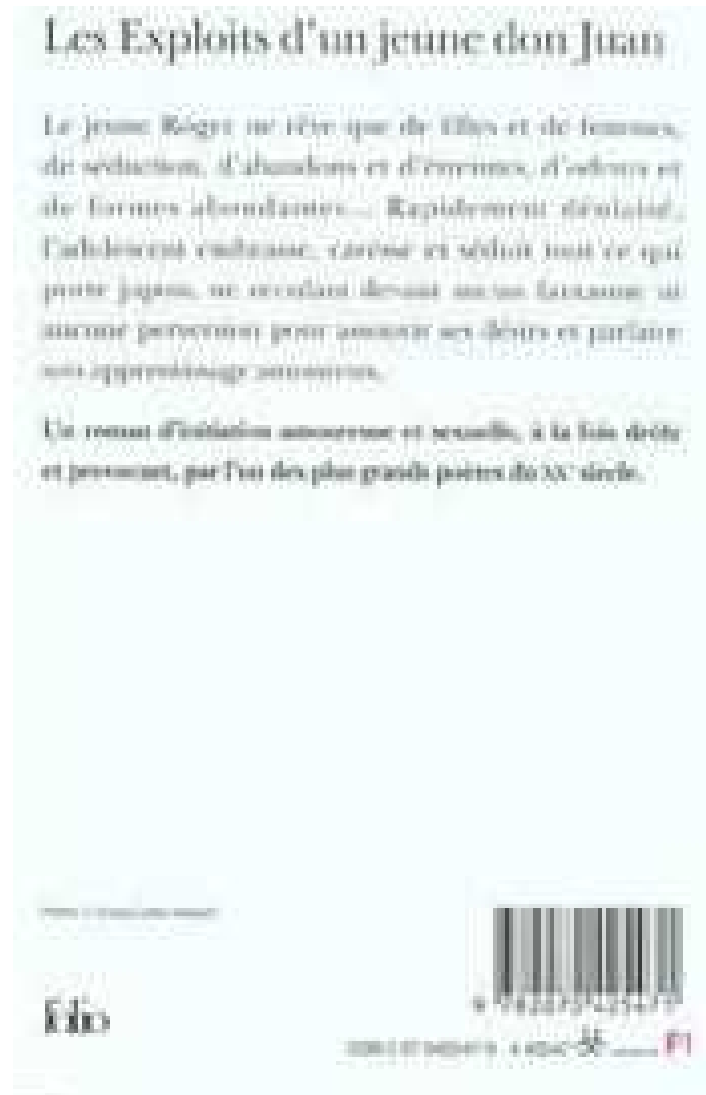 Les Exploits d'un jeune don Juan
Le jeune Roger ne rêve que de filles et de femmes,
de séduction, d'abandons et d'étreintes, d'odeurs et
de formes abondantes... Rapidement déniaisé,
l'adolescent embrasse, caresse et séduit tout ce qui
porte jupon, ne reculant devant aucun fantasme ni
aucune perversion pour assouvir ses désirs et parfaire
son apprentissage amoureux.
Un roman d'initiation amoureuse et sexuelle, à la fois drôle
et provocant, par l'un des plus grands poètes du XXe siècle.
folio